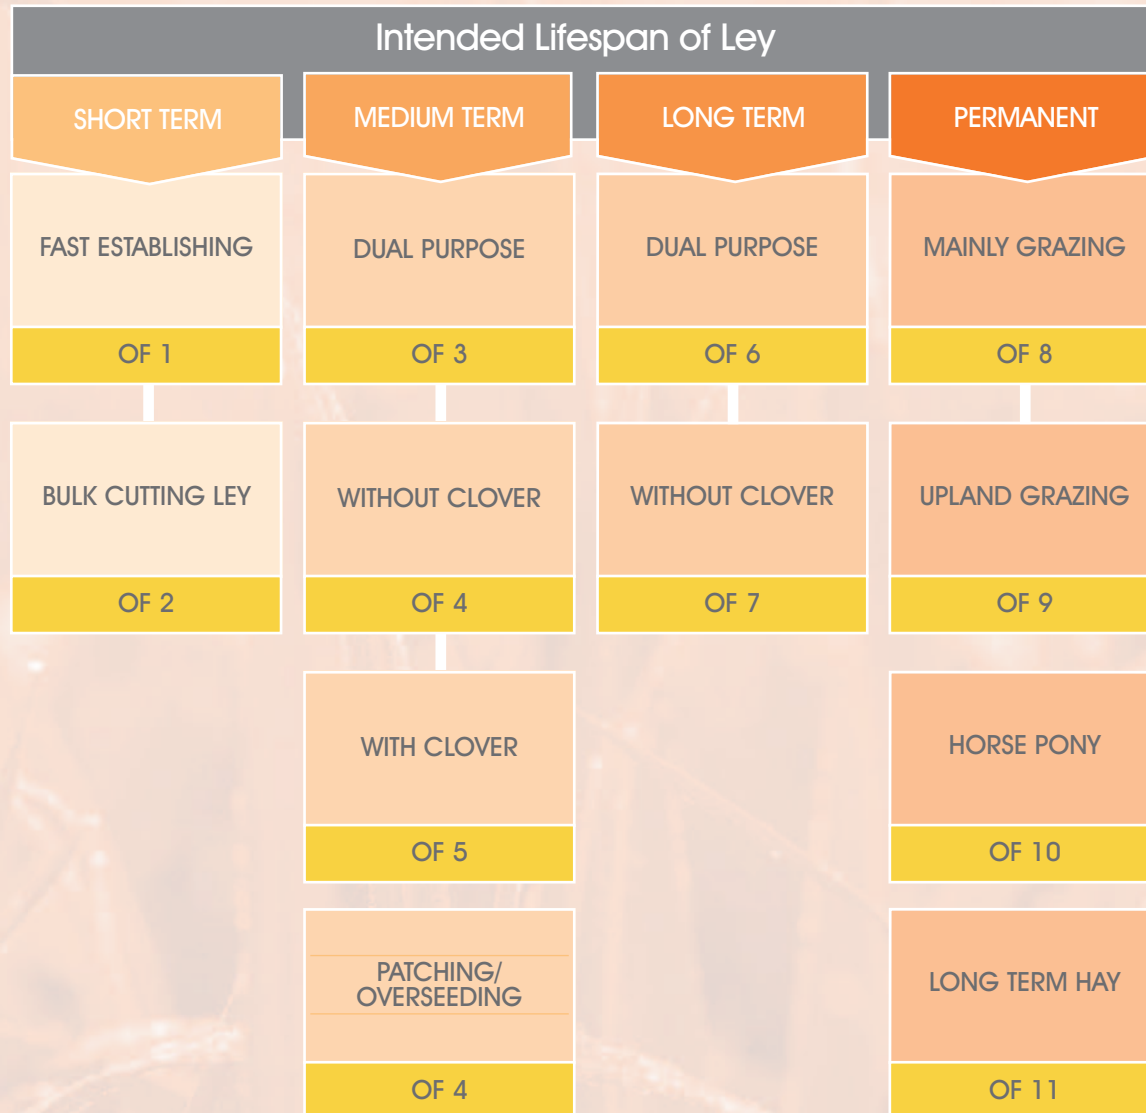 Intended Lifespan of Ley
SHORT TERM
MEDIUM TERM
LONG TERM
PERMANENT
FAST ESTABLISHING
DUAL PURPOSE
DUAL PURPOSE
MAINLY GRAZING
OF 1
OF 3
OF 6
OF 8
BULK CUTTING LEY
WITHOUT CLOVER
WITHOUT CLOVER
UPLAND GRAZING
OF 2
OF 4
OF 7
OF 9
WITH CLOVER
HORSE PONY
OF 5
OF 10
PATCHING/
OVERSEEDING
LONG TERM HAY
OF 4
OF 11